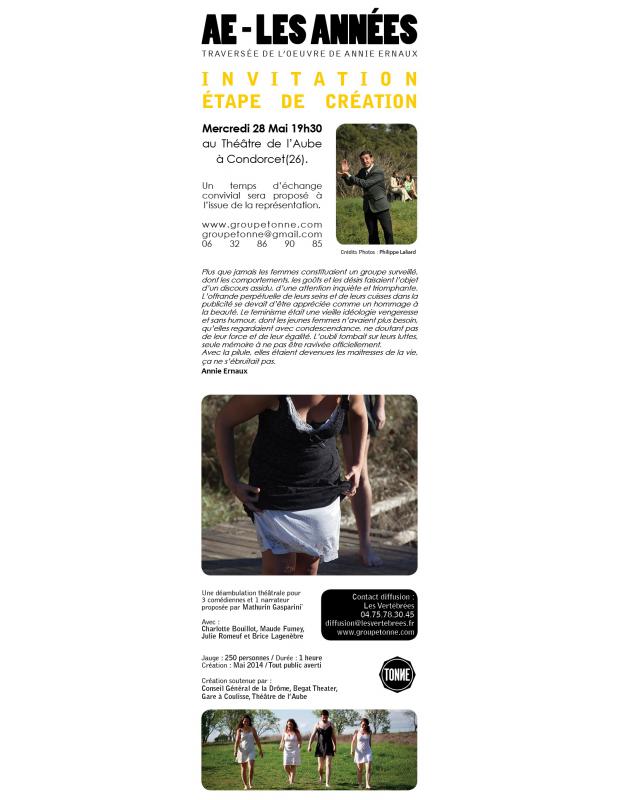 AE - LES ANNÉES
TRAVERSÉE DE L'OEUVRE DE ANNIE ERNAUX
INVITATION
ÉTAPE DE CRÉATION
Mercredi 28 Mai 19h30
au Théâtre de l'Aube
à Condorcet(26).
Un temps d'échange
convivial sera proposé à
l'issue de la représentation.
www.groupetonne.com
groupetonne@gmail.com
06 32 86 90 85
Crédits Photos : Philippe Laliard
Plus que jamais les femmes constituaient un groupe surveillé,
dont les comportements, les goûts et les désirs faisaient l'objet
d'un discours assidu, d'une attention inquiète et triomphante.
L'offrande perpétuelle de leurs seins et de leurs cuisses dans la
publicité se devait d'être appréciée comme un hommage à
la beauté. Le feminisme était une vieille idéologie vengeresse
et sans humour, dont les jeunes femmes n'avaient plus besoin,
qu'elles regardaient avec condescendance, ne doutant pas
de leur force et de leur égalité. L'oubli tombait sur leurs luttes,
seule mémoire à ne pas être ravivée officiellement.
Avec la pilule, elles étaient devenues les maitresses de la vie,
ça ne s'ébruitait pas.
Annie Ernaux
Une déambulation théâtrale pour
3 comédiennes et 1 narrateur
proposée par Mathurin Gasparini
Avec :
Charlotte Bouillot, Maude Fumey,
Julie Romeuf et Brice Lagenèbre
Contact diffusion :
Les Vertébrées
04.75.78.30.45
diffusion@lesvertebrees.fr
www.groupetonne.com
Jauge : 250 personnes / Durée : 1 heure
Création : Mai 2014 / Tout public averti
Création soutenue par :
Conseil Général de la Drôme, Begat Theater,
Gare à Coulisse, Théâtre de l'Aube
TONNE